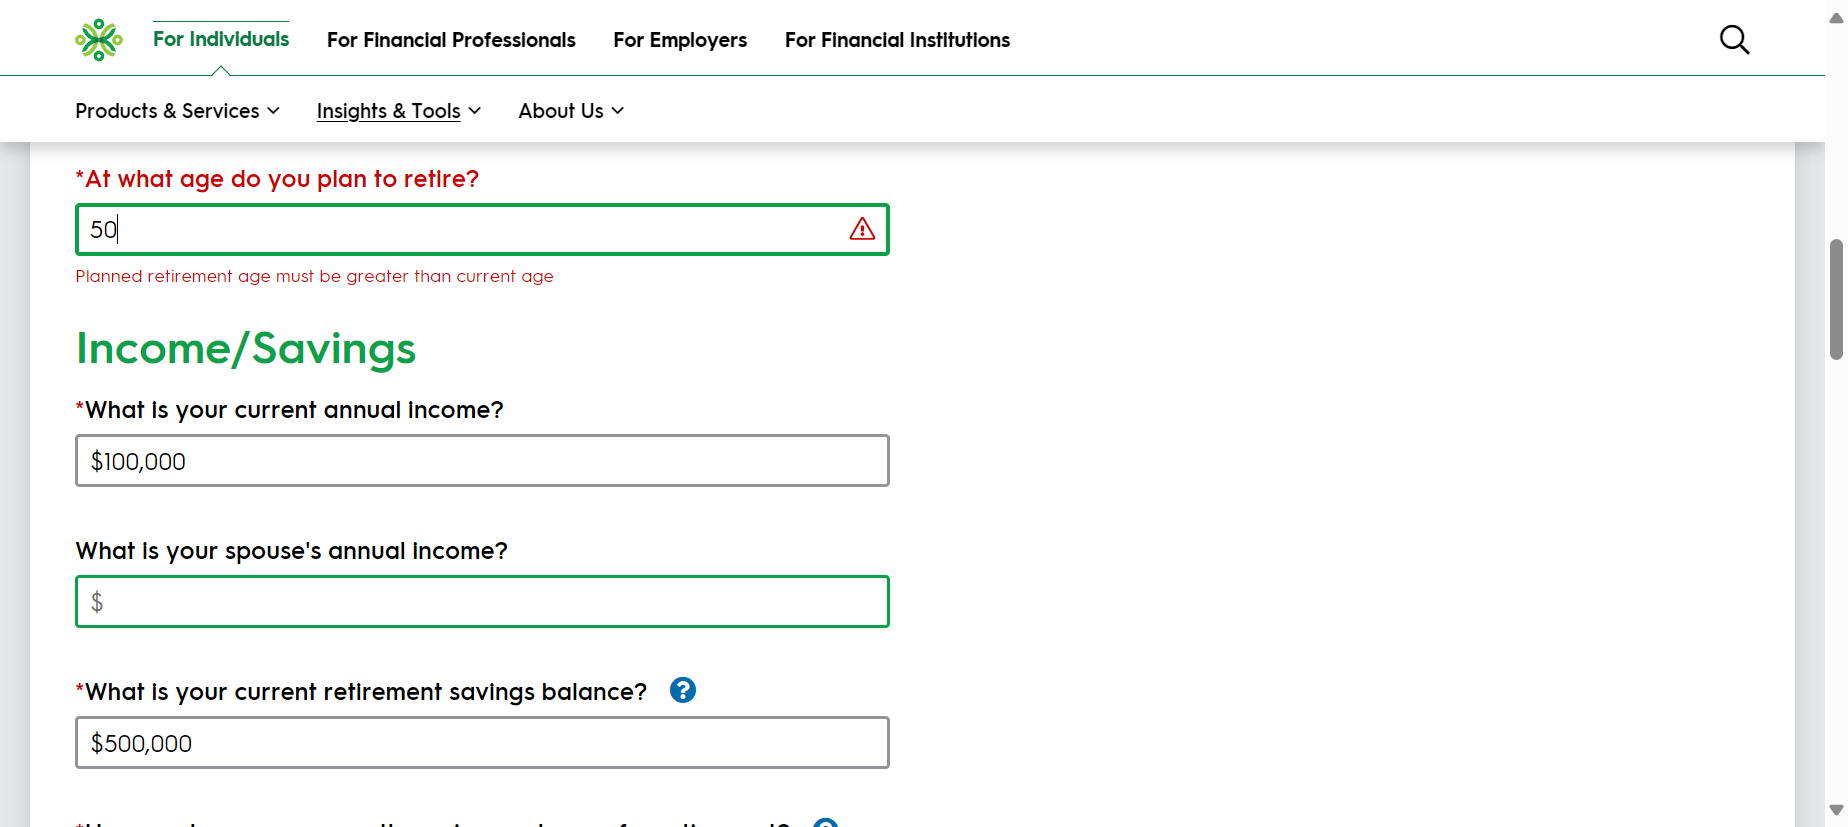 For Individuals
For Financial Professionals
For Employers
For Financial Institutions
Products & Services
Insights & Tools
About Us
*At what age do you plan to retire?
50
Planned retirement age must be greater than current age
Income/Savings
*What is your current annual income?
$100,000
What is your spouse's annual income?
$
*What is your current retirement savings balance?
$500,000